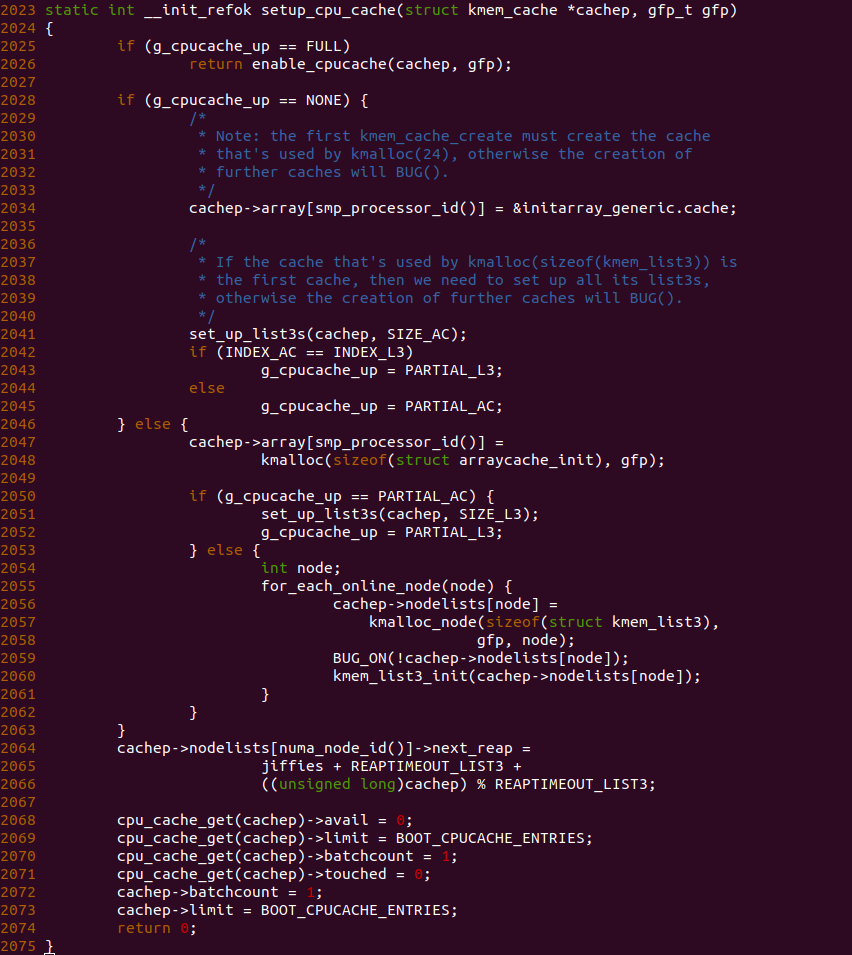 2023 static int __init_refok setup_cpu_cache(struct kmem_cache *cachep, gfp_t gfp)
2024 {
2025         if (g_cpucache_up == FULL)
2026                 return enable_cpucache(cachep, gfp);
2027
2028         if (g_cpucache_up == NONE) {
2029                 /*
2030                  * Note: the first kmem_cache_create must create the cache
2031                  * that's used by kmalloc(24), otherwise the creation of
2032                  * further caches will BUG().
2033                  */
2034                 cachep->array[smp_processor_id()] = &initarray_generic.cache;
2035
2036                 /*
2037                  * If the cache that's used by kmalloc(sizeof(kmem_list3)) is
2038                  * the first cache, then we need to set up all its list3s,
2039                  * otherwise the creation of further caches will BUG().
2040                  */
2041                 set_up_list3s(cachep, SIZE_AC);
2042                 if (INDEX_AC == INDEX_L3)
2043                         g_cpucache_up = PARTIAL_L3;
2044                 else
2045                         g_cpucache_up = PARTIAL_AC;
2046         } else {
2047                 cachep->array[smp_processor_id()] =
2048                         kmalloc(sizeof(struct arraycache_init), gfp);
2049
2050                 if (g_cpucache_up == PARTIAL_AC) {
2051                         set_up_list3s(cachep, SIZE_L3);
2052                         g_cpucache_up = PARTIAL_L3;
2053                 } else {
2054                         int node;
2055                         for_each_online_node(node) {
2056                                 cachep->nodelists[node] =
2057                                     kmalloc_node(sizeof(struct kmem_list3),
2058                                                 gfp, node);
2059                                 BUG_ON(!cachep->nodelists[node]);
2060                                 kmem_list3_init(cachep->nodelists[node]);
2061                         }
2062                 }
2063         }
2064         cachep->nodelists[numa_node_id()]->next_reap =
2065                         jiffies + REAPTIMEOUT_LIST3 +
2066                         ((unsigned long)cachep) % REAPTIMEOUT_LIST3;
2067
2068         cpu_cache_get(cachep)->avail = 0;
2069         cpu_cache_get(cachep)->limit = BOOT_CPUCACHE_ENTRIES;
2070         cpu_cache_get(cachep)->batchcount = 1;
2071         cpu_cache_get(cachep)->touched = 0;
2072         cachep->batchcount = 1;
2073         cachep->limit = BOOT_CPUCACHE_ENTRIES;
2074         return 0;
2075 }